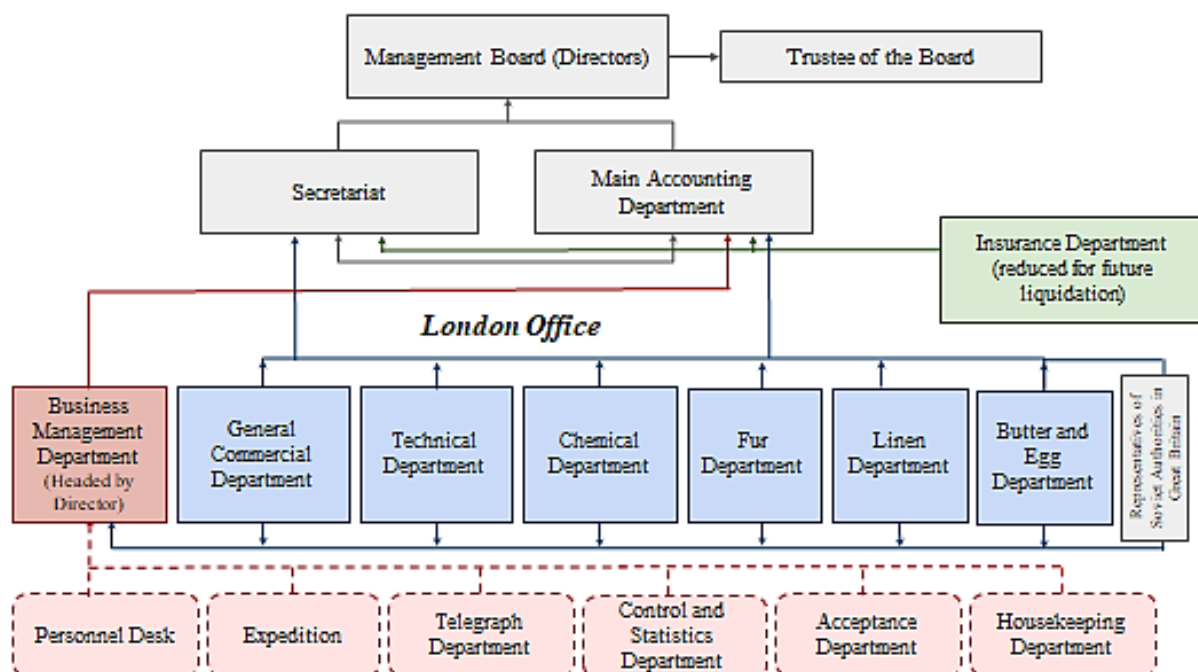 Management Board (Directors)
Trustee of the Board
Secretariat
Main Accounting
Department
Insurance Department
(reduced for future
liquidation)
London Office
Business
Management
Department
(Headed by
Director)
General
Commercial
Department
Technical
Department
Chemical
Department
Fur
Department
Linen
Department
Butter and
Egg
Department
Representatives of
Soviet Authorities in
Great Britain
Personnel Desk
Expedition
Telegraph
Department
Control and
Statistics
Department
Acceptance
Department
Housekeeping
Department